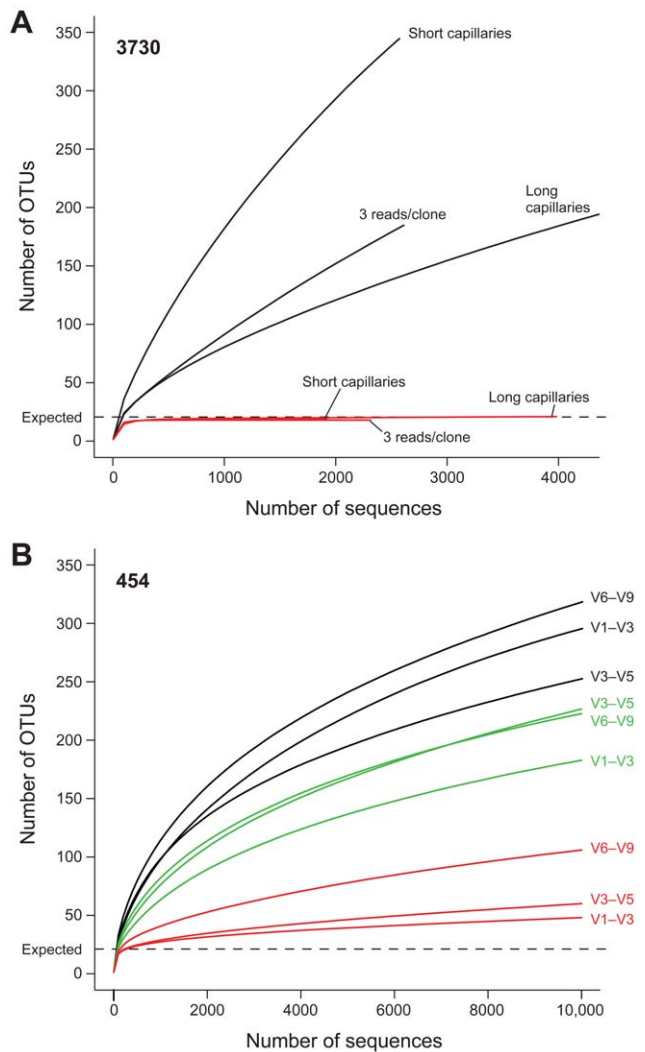 A
3730
350
300
250
200
150
100
50
Expected
0
Number of OTUs
Short capillaries
3 reads/clone
Long
capillaries
Short capillaries
Long capillaries
3 reads/clone
0
1000
2000
3000
4000
Number of sequences
B
454
350
300
250
200
150
100
50
Expected
0
Number of OTUs
V6–V9
V1–V3
V3–V5
V3–V5
V6–V9
V1–V3
V6–V9
V3–V5
V1–V3
0
2000
4000
6000
8000
10,000
Number of sequences